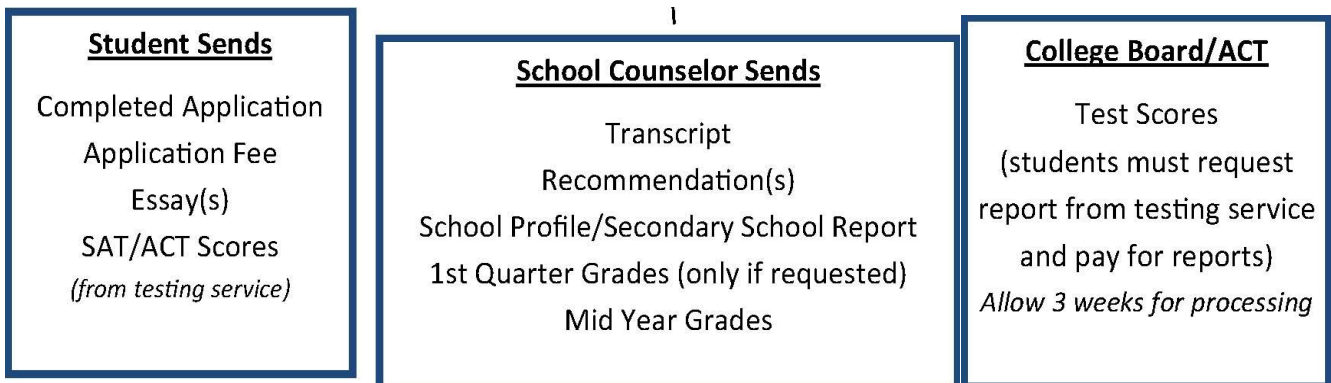 Student Sends
Completed Application
Application Fee
Essay(s)
SAT/ACT Scores
(from testing service)
School Counselor Sends
Transcript
Recommendation(s)
School Profile/Secondary School Report
1st Quarter Grades (only if requested)
Mid Year Grades
College Board/ACT
Test Scores
(students must request
report from testing service
and pay for reports)
Allow 3 weeks for processing